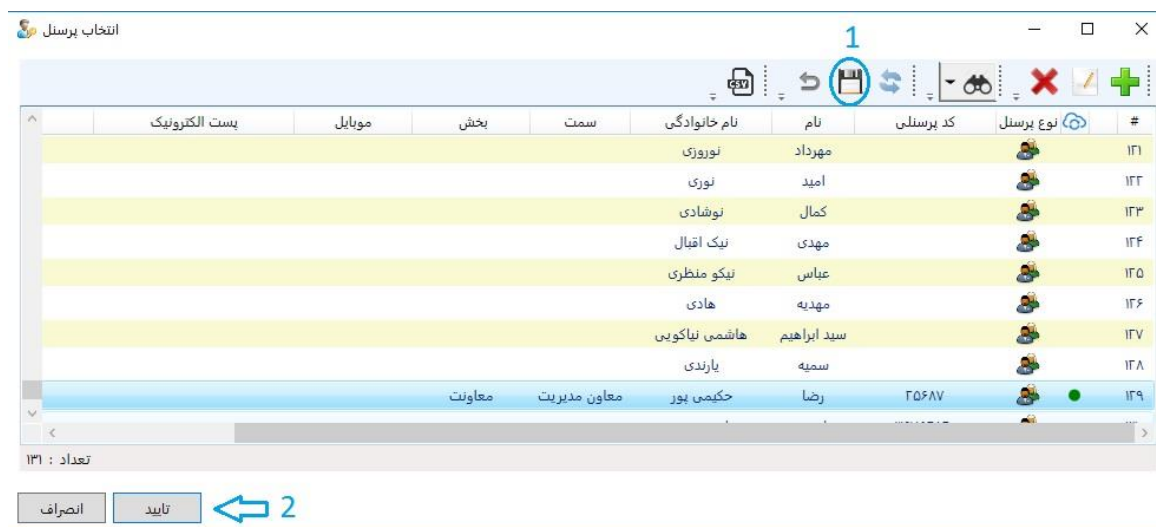 انتخاب پرسنل
1
CSV
# نوع پرسنل کد پرسنلی نام نام خانوادگی سمت بخش موبایل پست الکترونیک
۱۲۱ مهرداد نوروزی
۱۲۲ امید نوری
۱۲۳ کمال نوشادی
۱۲۴ مهدی نیک اقبال
۱۲۵ عباس نیکو منظری
۱۲۶ مهدیه هادی
۱۲۷ سید ابراهیم هاشمی نیاکویی
۱۲۸ سمیه یارندی
۱۲۹ ۲۵۶۸۷ رضا حکیمی پور معاون مدیریت معاونت
تعداد : ۱۳۱
2 تایید انصراف